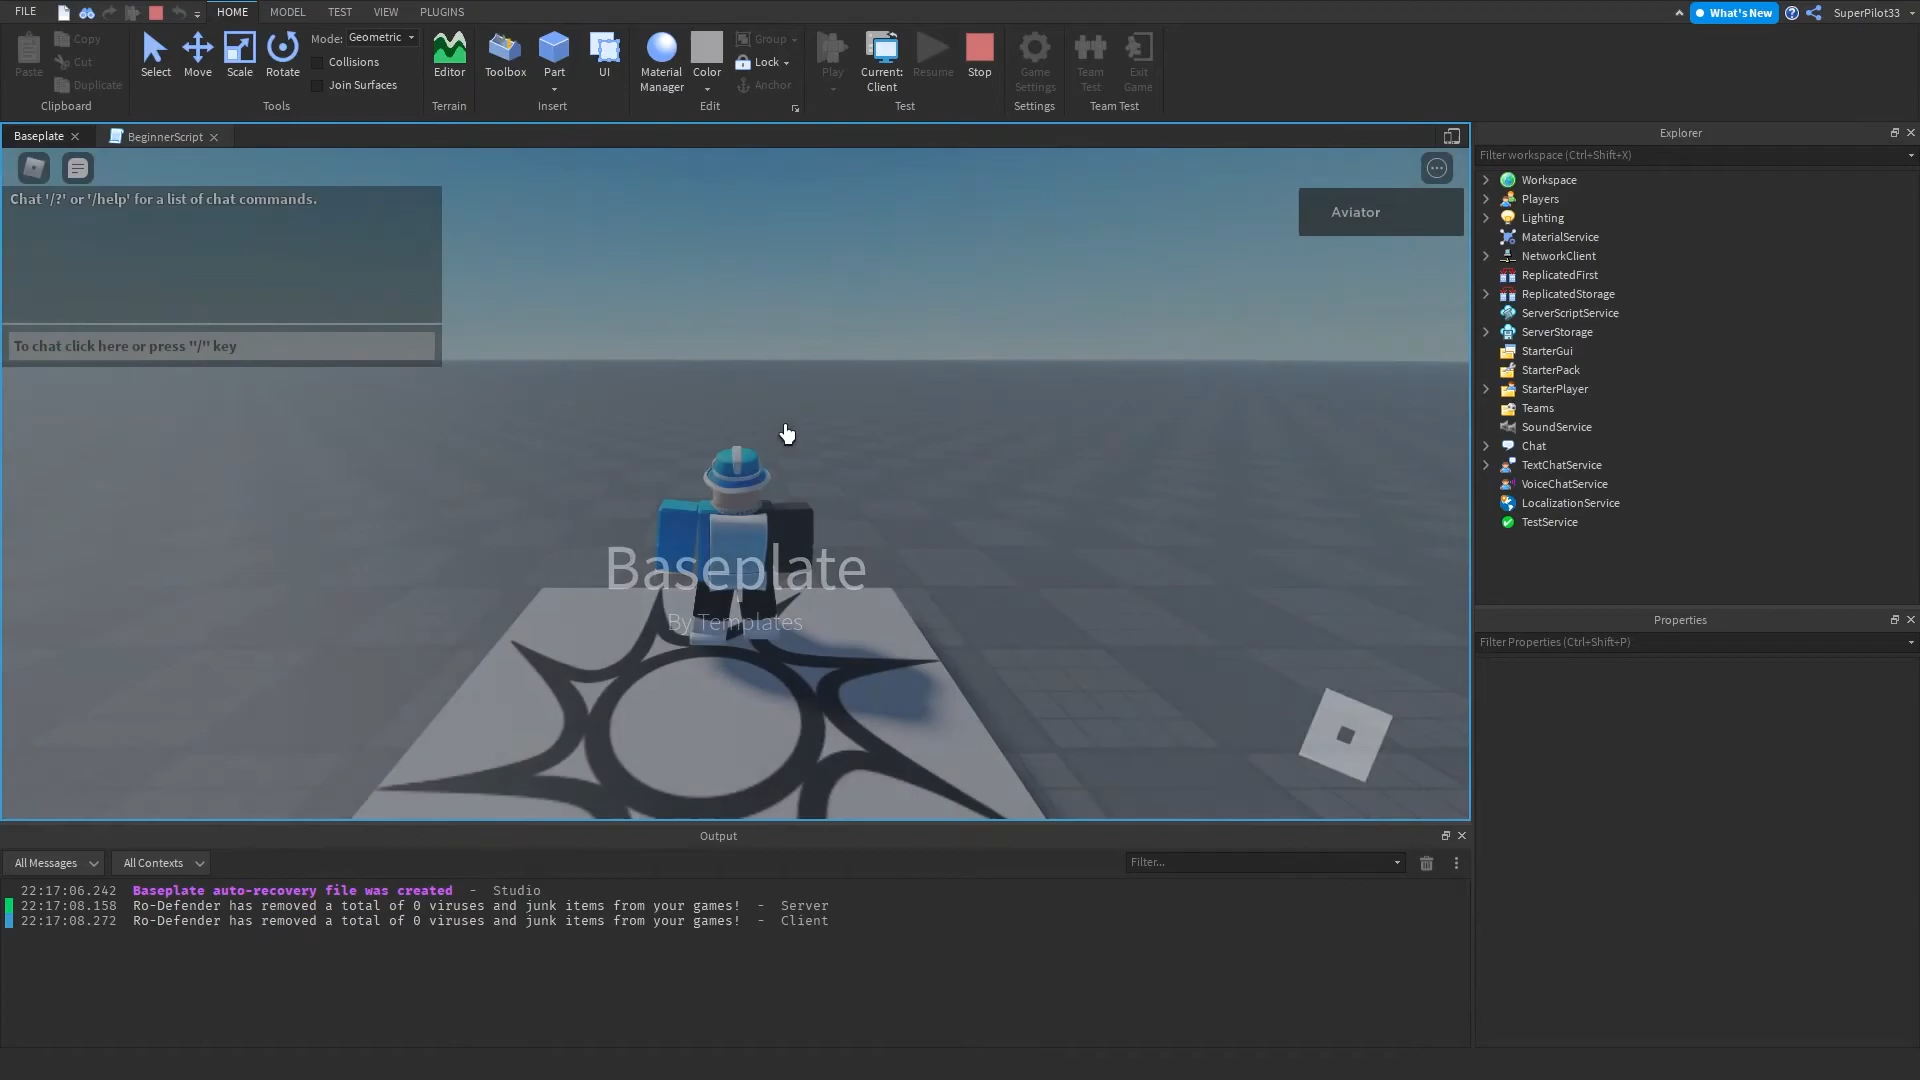 FILE
HOME
MODEL
TEST
VIEW
PLUGINS
What's New
SuperPilot33
Paste
Copy
Cut
Duplicate
Clipboard
Select
Move
Scale
Rotate
Mode: Geometric
Collisions
Join Surfaces
Tools
Editor
Terrain
Toolbox
Part
UI
Insert
Material
Manager
Color
Group
Lock
Anchor
Edit
Play
Current:
Client
Resume
Stop
Test
Game
Settings
Settings
Team
Test
Exit
Game
Team Test
Baseplate
BeginnerScript
Chat '/?' or '/help' for a list of chat commands.
To chat click here or press "/" key
Aviator
Baseplate
By Templates
Explorer
Filter workspace (Ctrl+Shift+X)
Workspace
Players
Lighting
MaterialService
NetworkClient
ReplicatedFirst
ReplicatedStorage
ServerScriptService
ServerStorage
StarterGui
StarterPack
StarterPlayer
Teams
SoundService
Chat
TextChatService
VoiceChatService
LocalizationService
TestService
Properties
Filter Properties (Ctrl+Shift+P)
Output
All Messages
All Contexts
Filter...
22:17:06.242 Baseplate auto-recovery file was created - Studio
22:17:08.158 Ro-Defender has removed a total of 0 viruses and junk items from your games! - Server
22:17:08.272 Ro-Defender has removed a total of 0 viruses and junk items from your games! - Client